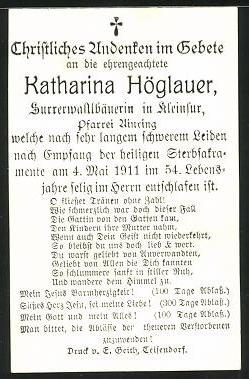 Christliches Andenken im Gebete
an die ehrengeachtete
Katharina Höglauer,
Surrerwastlbäuerin in Kleinsur,
Pfarrei Ainring
welche nach sehr langem schwerem Leiden
nach Empfang der heiligen Sterbsakra-
mente am 4. Mai 1911 im 54. Lebens-
jahre selig im Herrn entschlafen ist.
O fließet Tränen ohne Zahl!
Wie schmerzlich war doch dieser Fall
Die Gattin von den Gatten kam,
Den Kindern ihre Mutter nahm,
Wenn auch Dein Geist nicht wiederkehrt,
So bleibst du uns doch lieb & wert.
Du warst geliebt von Anverwandten,
Geliebt von Allen die Dich kannten
So schlummere sanft in stiller Ruh,
Und wandere dem Himmel zu.
Mein Jesus Barmherzigkeit! (100 Tage Ablaß.)
Süßes Herz Jesu, sei meine Liebe! (300 Tage Ablaß)
Mein Gott und mein Alles! (100 Tage Ablaß.)
Man bittet, die Ablässe der theueren Verstorbenen
zuzuwenden!
Druck v. E. Geith, Teisendorf.